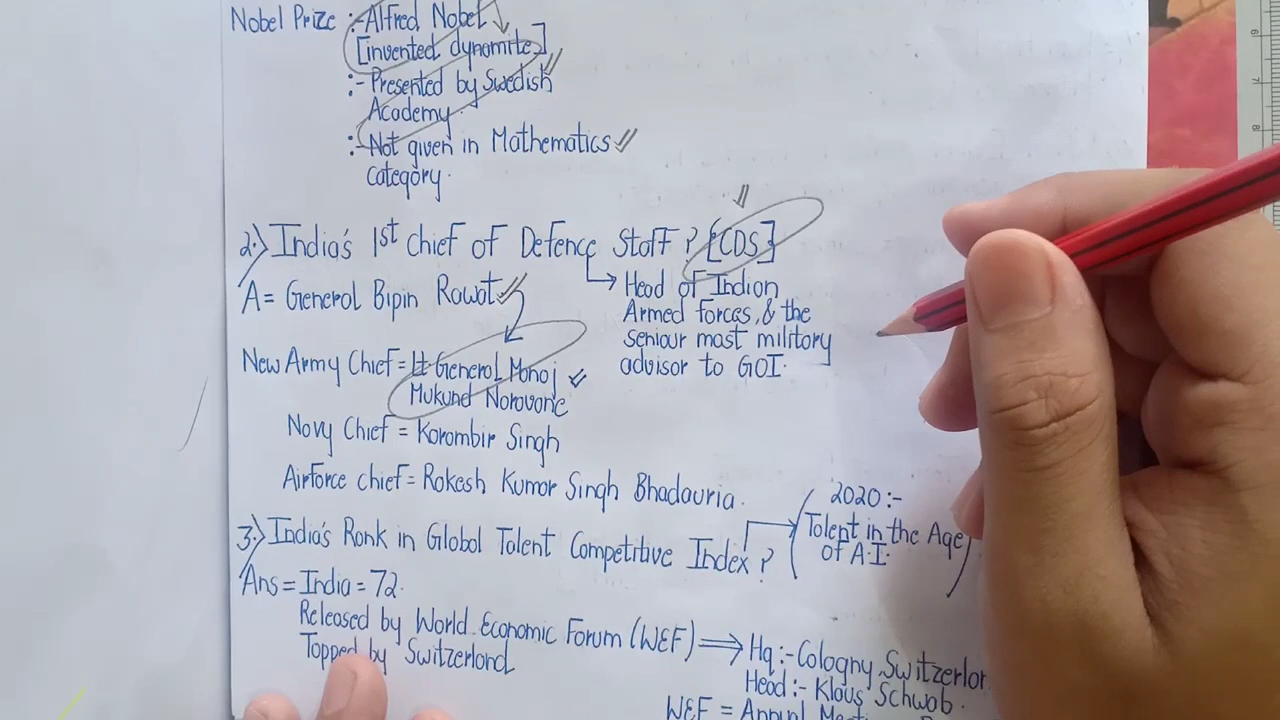 Nobel Prize :- Alfred Nobel
[invented dynamite]
:- Presented by Swedish
Academy.
:- Not given in Mathematics
category.
2.) India's 1st chief of Defence Staff? [CDS]
A = General Bipin Rawat
Head of Indian
Armed Forces, & the
seniour most military
advisor to GOI.
New Army Chief = Lt General Manoj
Mukund Naravane
Navy Chief = Karambir Singh
Airforce chief = Rakesh Kumar Singh Bhadauria.
3.) India's Rank in Global Talent Competitive Index?
2020:-
Talent in the Age
of A.I.
Ans = India = 72.
Released by World Economic Forum (WEF) ⟹ Hq :- Cologny, Switzerlan
Topped by Switzerland
Head :- Klaus Schwab.
WEF = Annual
6
7
8